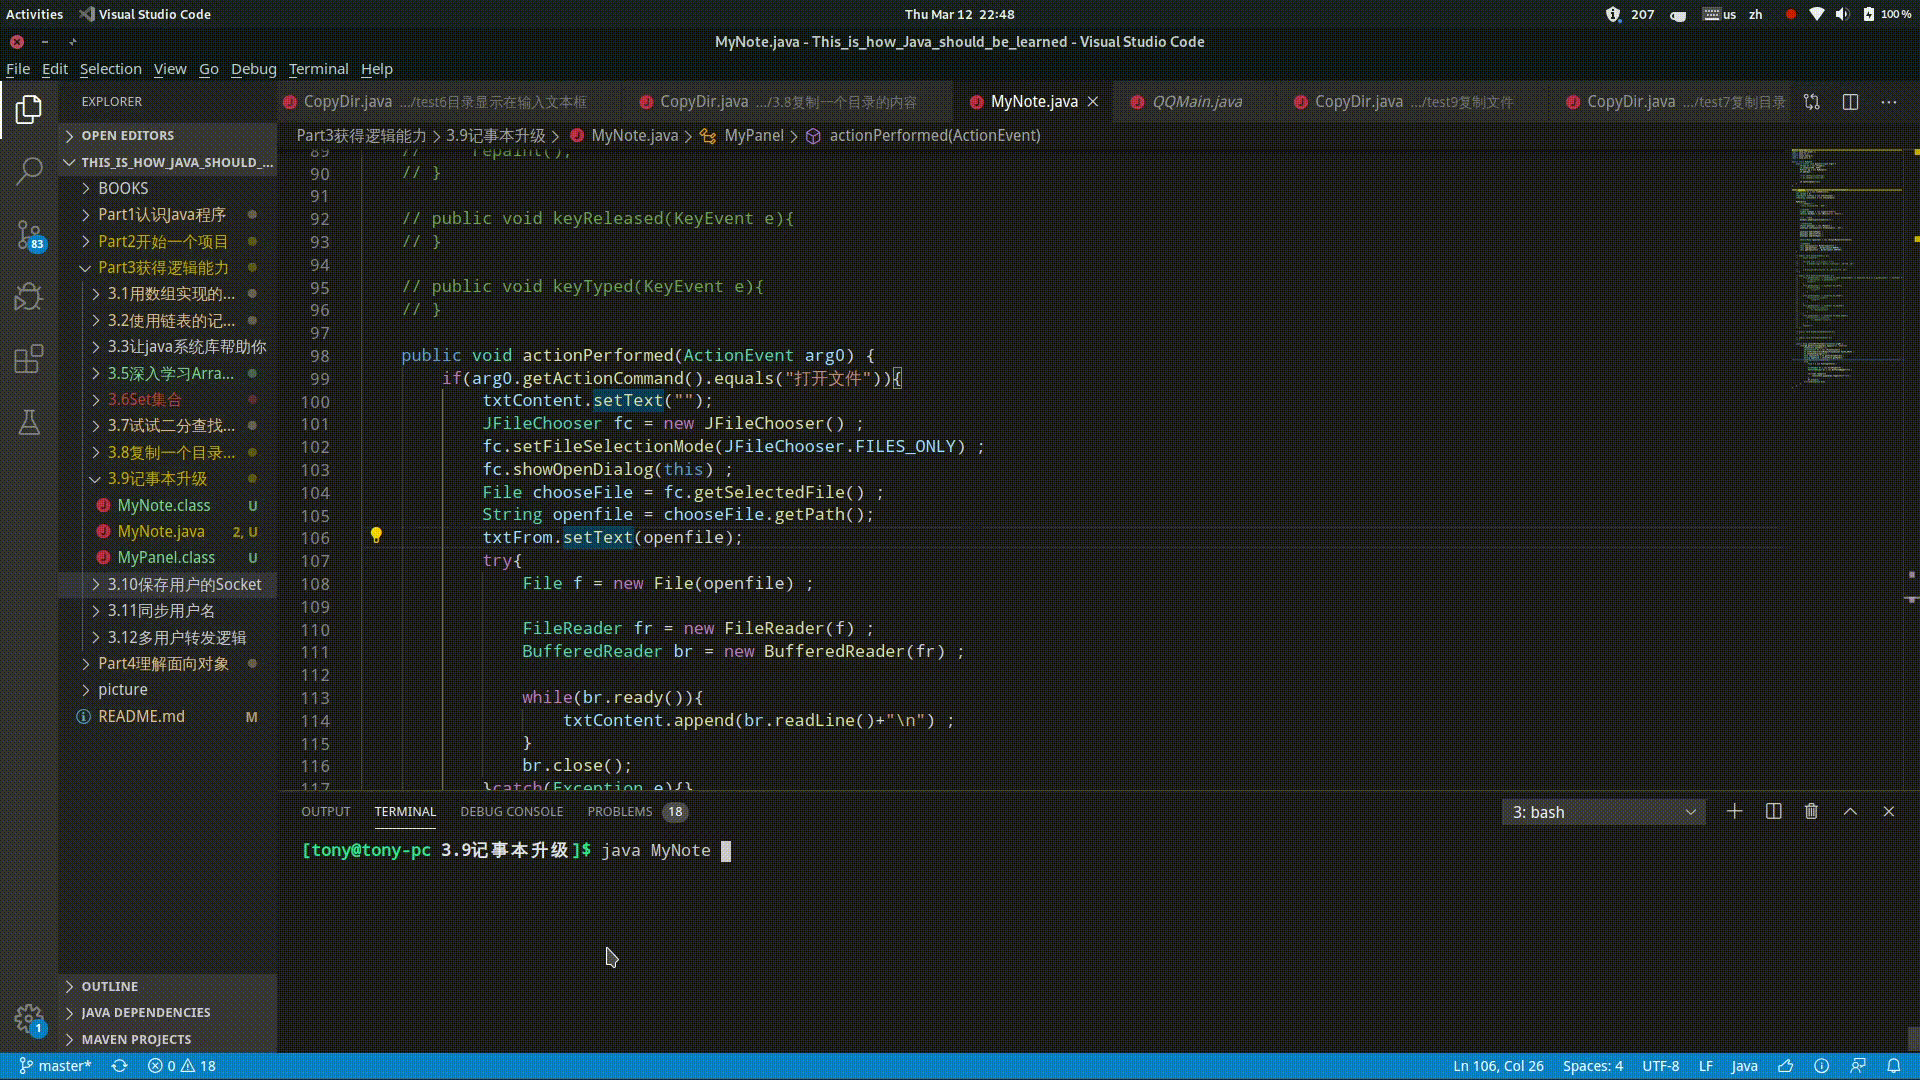 Activities Visual Studio Code Thu Mar 12 22:48 207 us zh 100 %
MyNote.java - This_is_how_Java_should_be_learned - Visual Studio Code
File Edit Selection View Go Debug Terminal Help
EXPLORER
OPEN EDITORS
THIS_IS_HOW_JAVA_SHOULD_...
BOOKS
Part1认识Java程序
Part2开始一个项目
Part3获得逻辑能力
3.1用数组实现的...
3.2使用链表的记...
3.3让java系统库帮助你
3.5深入学习Arra...
3.6Set集合
3.7试试二分查找...
3.8复制一个目录...
3.9记事本升级
MyNote.class U
MyNote.java 2, U
MyPanel.class U
3.10保存用户的Socket
3.11同步用户名
3.12多用户转发逻辑
Part4理解面向对象
picture
README.md M
OUTLINE
JAVA DEPENDENCIES
MAVEN PROJECTS
83
1
CopyDir.java .../test6目录显示在输入文本框 CopyDir.java .../3.8复制一个目录的内容 MyNote.java QQMain.java CopyDir.java .../test9复制文件 CopyDir.java .../test7复制目录
Part3获得逻辑能力 > 3.9记事本升级 > MyNote.java > MyPanel > actionPerformed(ActionEvent)
89 // repaint();
90 // }
91
92 // public void keyReleased(KeyEvent e){
93 // }
94
95 // public void keyTyped(KeyEvent e){
96 // }
97
98 public void actionPerformed(ActionEvent arg0) {
99 if(arg0.getActionCommand().equals("打开文件")){
100 txtContent.setText("");
101 JFileChooser fc = new JFileChooser() ;
102 fc.setFileSelectionMode(JFileChooser.FILES_ONLY) ;
103 fc.showOpenDialog(this) ;
104 File chooseFile = fc.getSelectedFile() ;
105 String openfile = chooseFile.getPath();
106 txtFrom.setText(openfile);
107 try{
108 File f = new File(openfile) ;
109
110 FileReader fr = new FileReader(f) ;
111 BufferedReader br = new BufferedReader(fr) ;
112
113 while(br.ready()){
114 txtContent.append(br.readLine()+"\n") ;
115 }
116 br.close();
117 }catch(Exception e){}
OUTPUT TERMINAL DEBUG CONSOLE PROBLEMS 18 3: bash
[tony@tony-pc 3.9记事本升级]$ java MyNote
master* 0 18 Ln 106, Col 26 Spaces: 4 UTF-8 LF Java